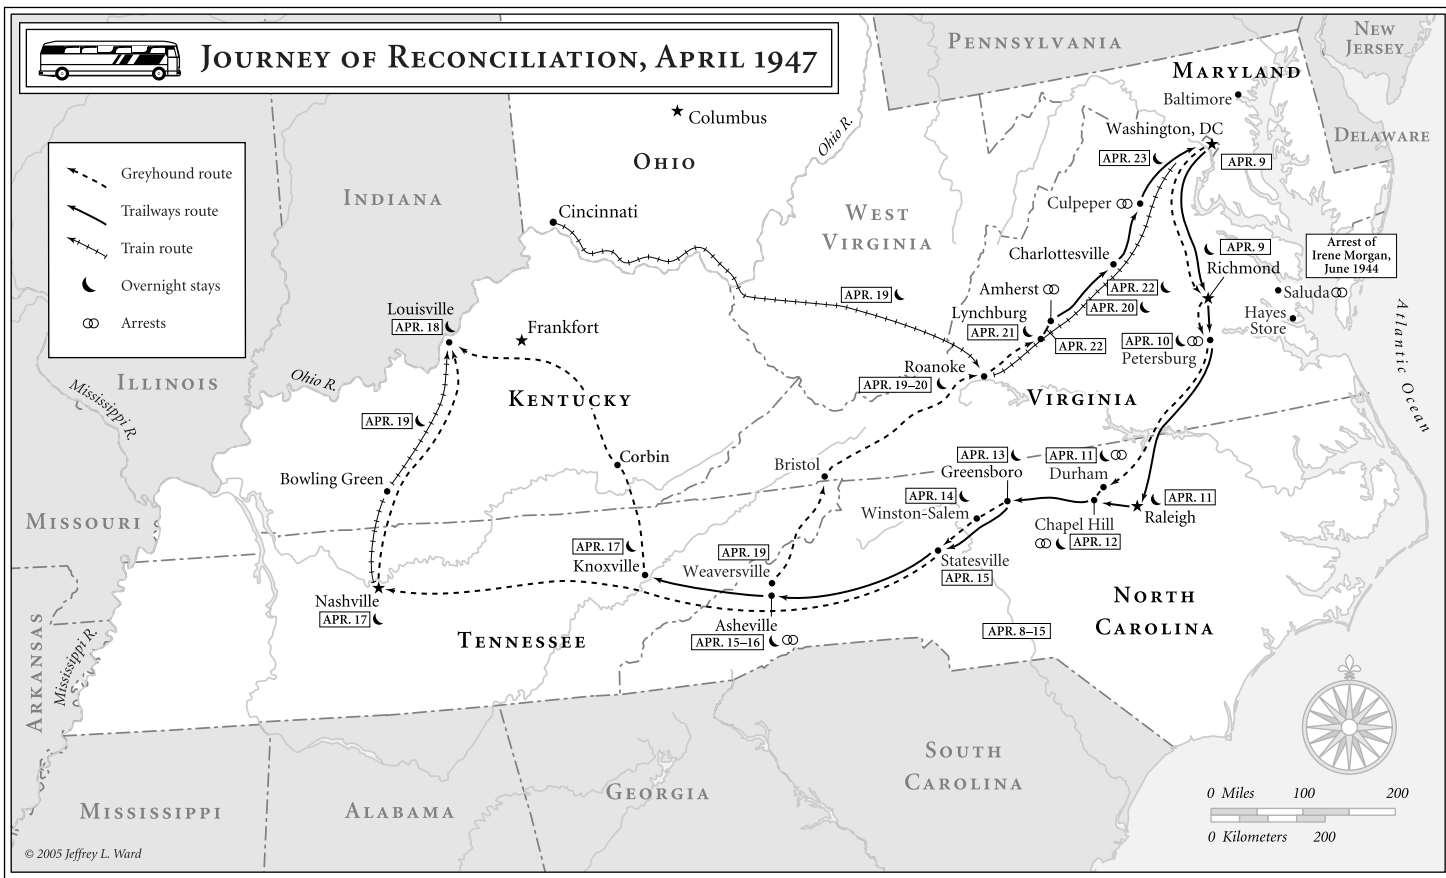 JOURNEY OF RECONCILIATION, APRIL 1947
Greyhound route
Trailways route
Train route
Overnight stays
Arrests
PENNSYLVANIA
NEW
JERSEY
MARYLAND
Baltimore
DELAWARE
Washington, DC
APR. 23
APR. 9
Columbus
OHIO
Ohio R.
INDIANA
Cincinnati
WEST
VIRGINIA
Culpeper
Charlottesville
APR. 9
Richmond
Arrest of
Irene Morgan,
June 1944
Saluda
Hayes
Store
Amherst
APR. 22
APR. 20
APR. 19
Lynchburg
APR. 21
APR. 22
APR. 10
Petersburg
Atlantic Ocean
Louisville
APR. 18
Frankfort
Roanoke
APR. 19–20
VIRGINIA
ILLINOIS
Ohio R.
Mississippi R.
KENTUCKY
APR. 19
Corbin
Bristol
APR. 13
Greensboro
APR. 11
Durham
Bowling Green
APR. 14
Winston-Salem
APR. 11
Raleigh
Chapel Hill
APR. 12
MISSOURI
APR. 17
Knoxville
APR. 19
Weaversville
Statesville
APR. 15
Nashville
APR. 17
NORTH
CAROLINA
Asheville
APR. 15–16
APR. 8–15
TENNESSEE
ARKANSAS
Mississippi R.
SOUTH
CAROLINA
GEORGIA
MISSISSIPPI
ALABAMA
0 Miles 100 200
0 Kilometers 200
© 2005 Jeffrey L. Ward